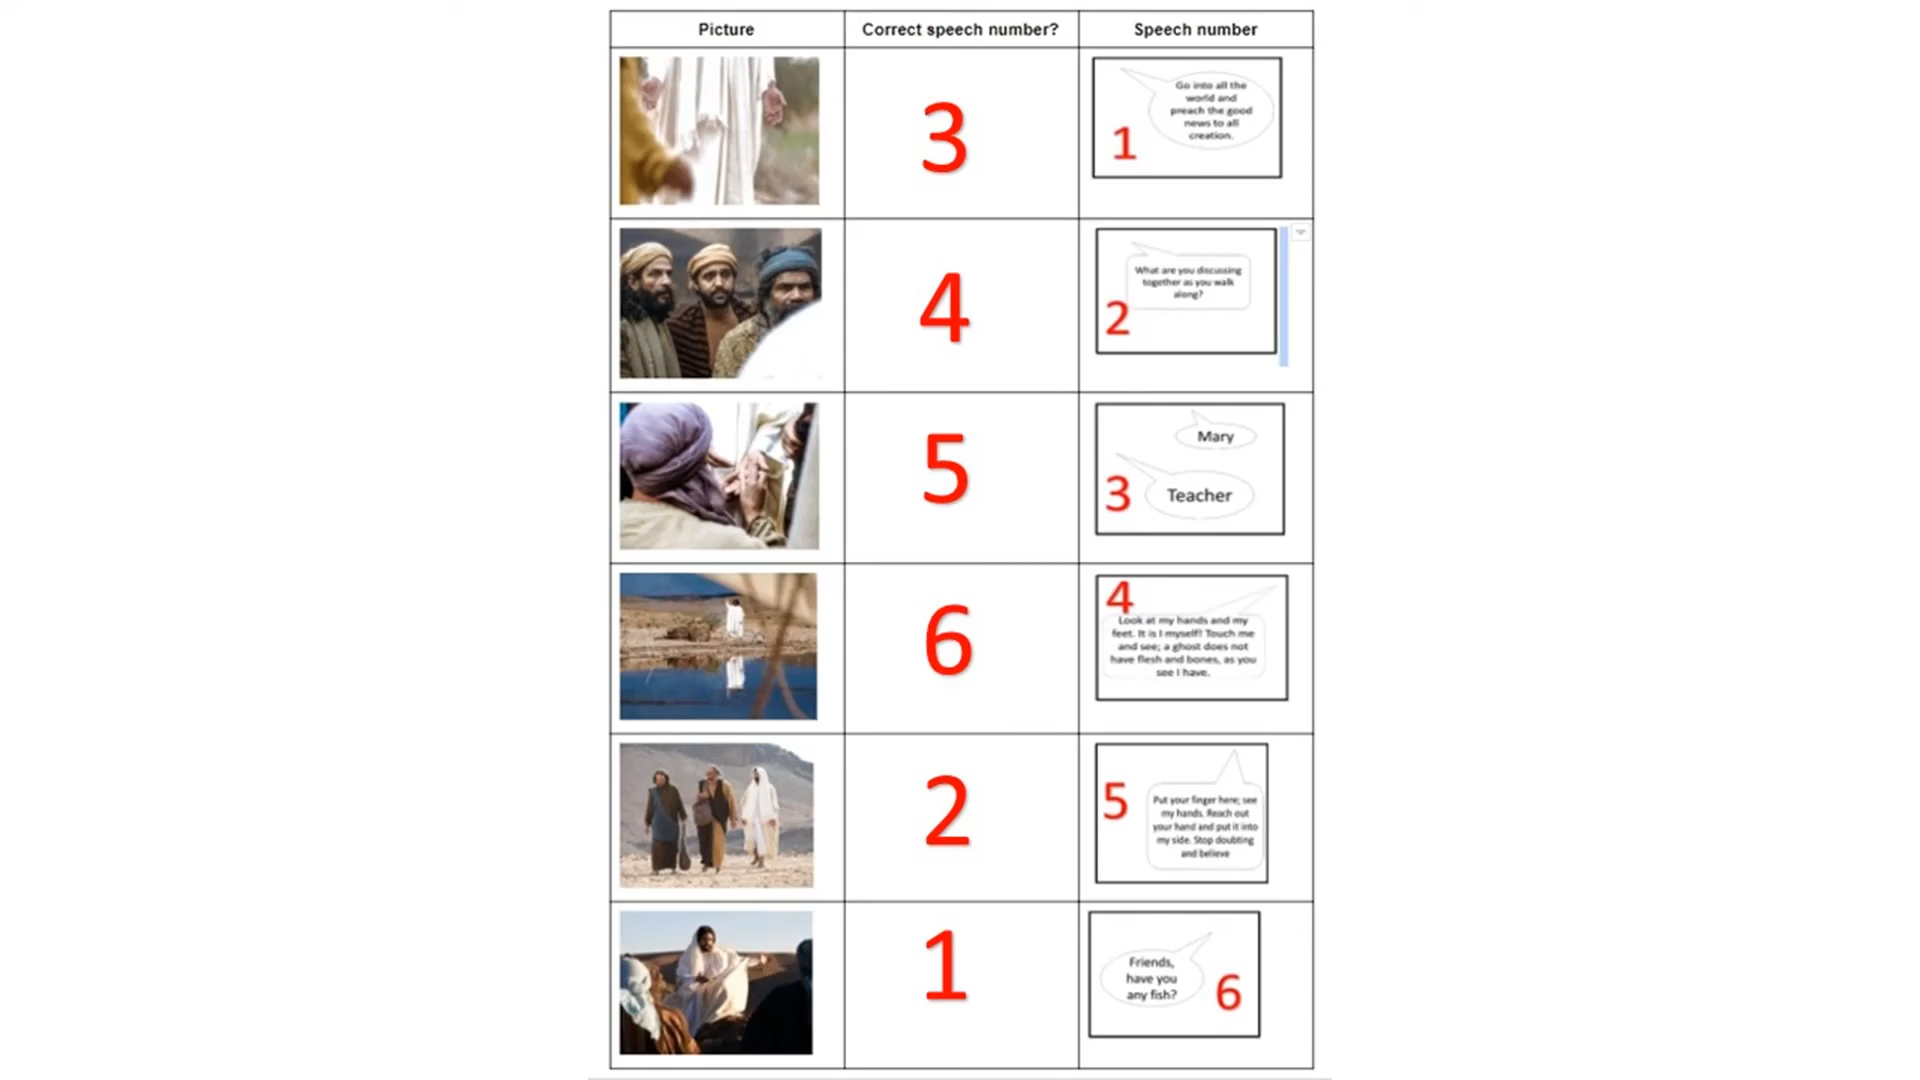 Picture
Correct speech number?
Speech number
3
Go into all the
world and
preach the good
news to all
creation.
1
4
What are you discussing
together as you walk
along?
2
5
Mary
3
Teacher
6
4
Look at my hands and my
feet. It is I myself! Touch me
and see; a ghost does not
have flesh and bones, as you
see I have.
2
5
Put your finger here; see
my hands. Reach out
your hand and put it into
my side. Stop doubting
and believe
1
Friends,
have you
any fish?
6